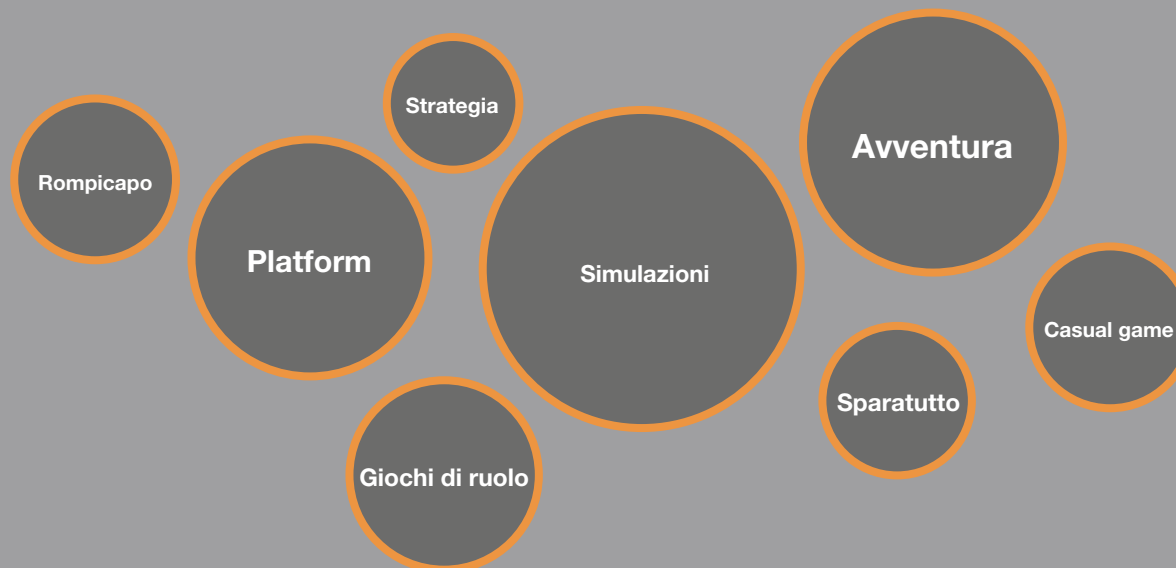 Strategia
Avventura
Rompicapo
Platform
Simulazioni
Casual game
Sparatutto
Giochi di ruolo